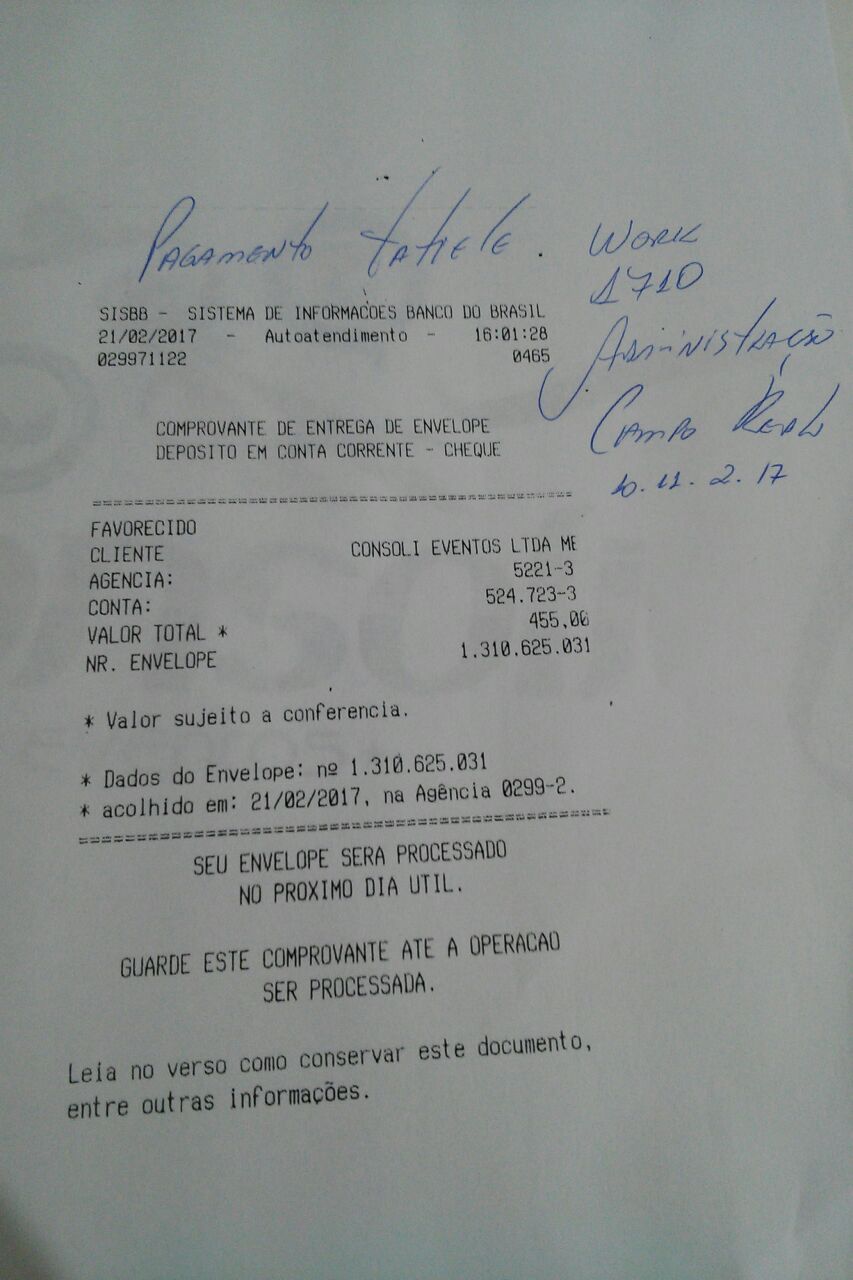 Pagamento Tatiele. Work
1710
Administração
Campo Real
10.11.2.17
SISBB - SISTEMA DE INFORMACOES BANCO DO BRASIL
21/02/2017 - Autoatendimento - 16:01:28
029971122 0465
COMPROVANTE DE ENTREGA DE ENVELOPE
DEPOSITO EM CONTA CORRENTE - CHEQUE
FAVORECIDO
CLIENTE CONSOLI EVENTOS LTDA ME
AGENCIA: 5221-3
CONTA: 524.723-3
VALOR TOTAL * 455,00
NR. ENVELOPE 1.310.625.031
* Valor sujeito a conferencia.
* Dados do Envelope: nº 1.310.625.031
* acolhido em: 21/02/2017, na Agência 0299-2.
SEU ENVELOPE SERA PROCESSADO
NO PROXIMO DIA UTIL.
GUARDE ESTE COMPROVANTE ATE A OPERACAO
SER PROCESSADA.
Leia no verso como conservar este documento,
entre outras informações.